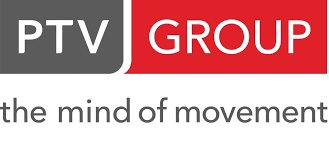 PTV GROUP
the mind of movement